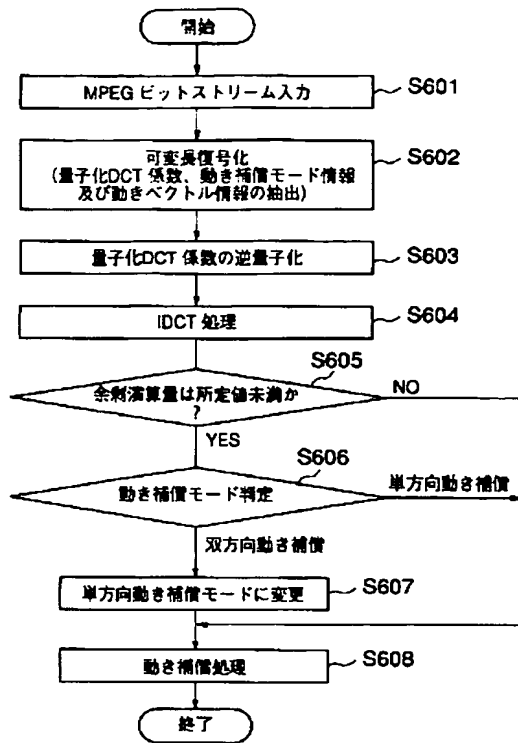 開始
MPEG ビットストリーム入力
S601
可変長復号化
(量子化DCT 係数、動き補償モード情報
及び動きベクトル情報の抽出)
S602
量子化DCT 係数の逆量子化
S603
IDCT 処理
S604
S605
余剰演算量は所定値未満か
?
NO
YES
S606
動き補償モード判定
単方向動き補償
双方向動き補償
単方向動き補償モードに変更
S607
動き補償処理
S608
終了